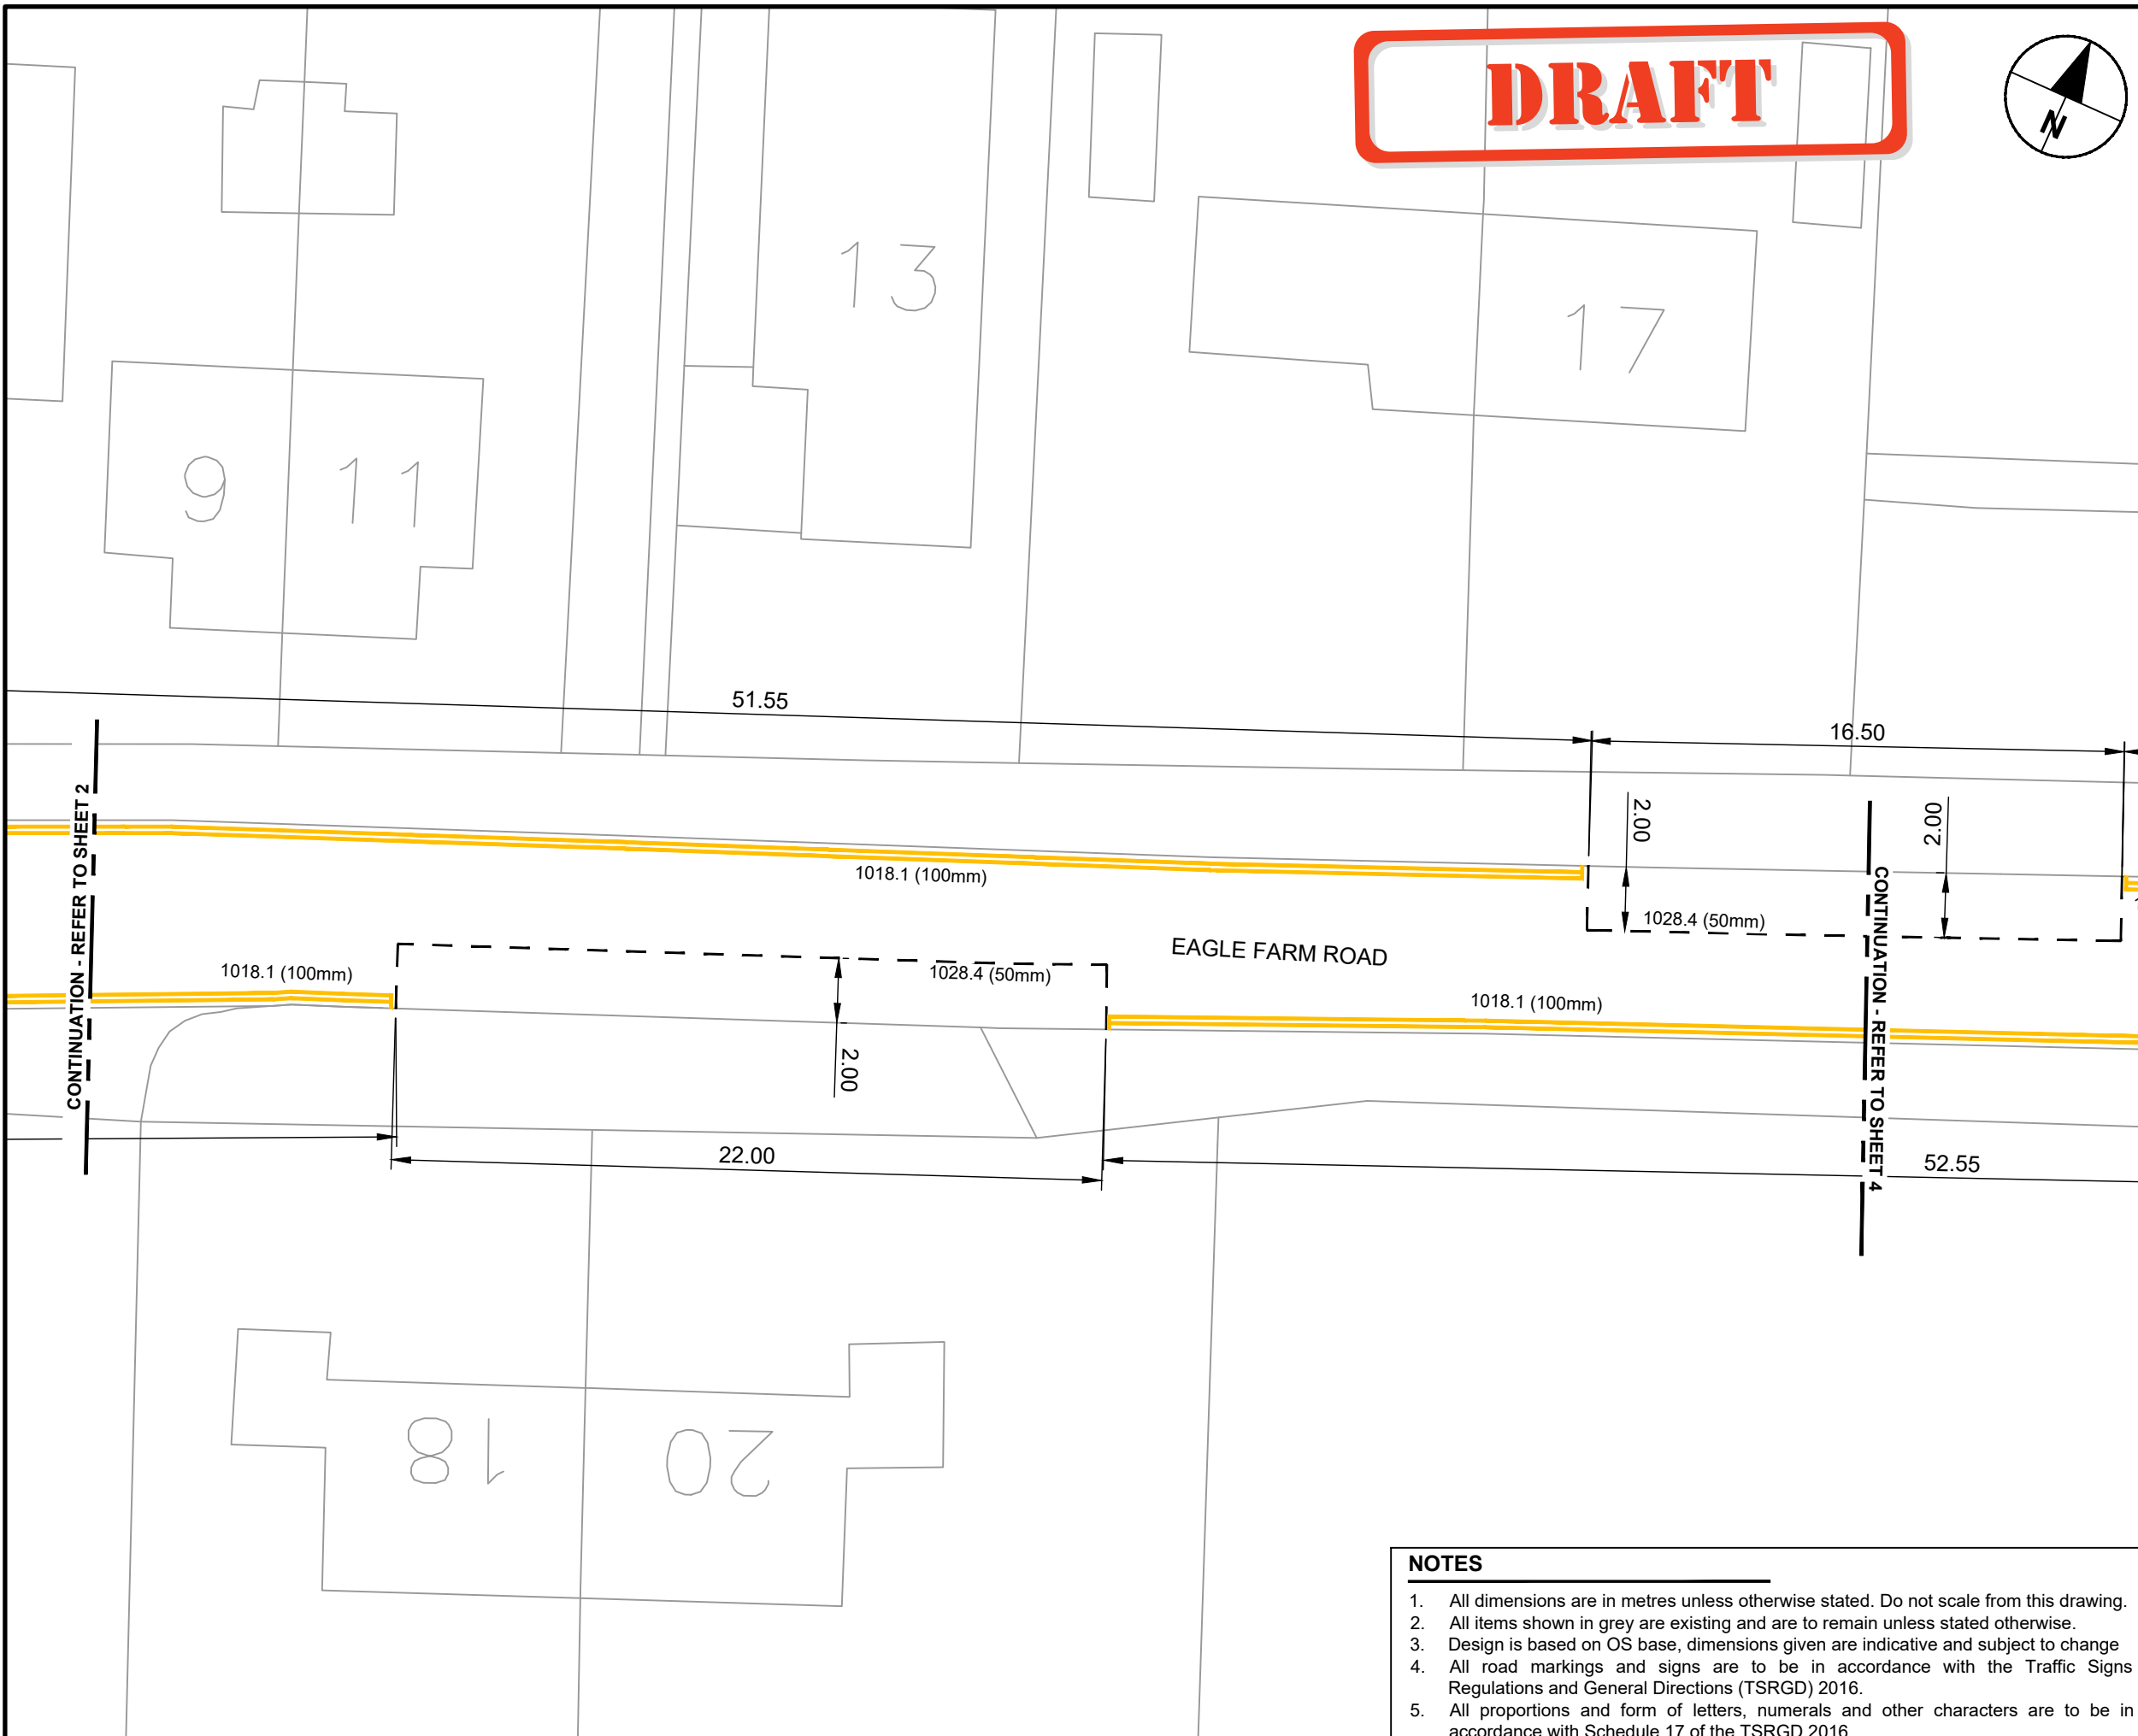 DRAFT
N
13
17
9
11
51.55
16.50
CONTINUATION - REFER TO SHEET 2
2.00
2.00
1018.1 (100mm)
CONTINUATION - REFER TO SHEET 4
1028.4 (50mm)
EAGLE FARM ROAD
1018.1 (100mm)
1028.4 (50mm)
1018.1 (100mm)
2.00
22.00
52.55
18
20
NOTES
1. All dimensions are in metres unless otherwise stated. Do not scale from this drawing.
2. All items shown in grey are existing and are to remain unless stated otherwise.
3. Design is based on OS base, dimensions given are indicative and subject to change
4. All road markings and signs are to be in accordance with the Traffic Signs
Regulations and General Directions (TSRGD) 2016.
5. All proportions and form of letters, numerals and other characters are to be in
accordance with Schedule 17 of the TSRGD 2016